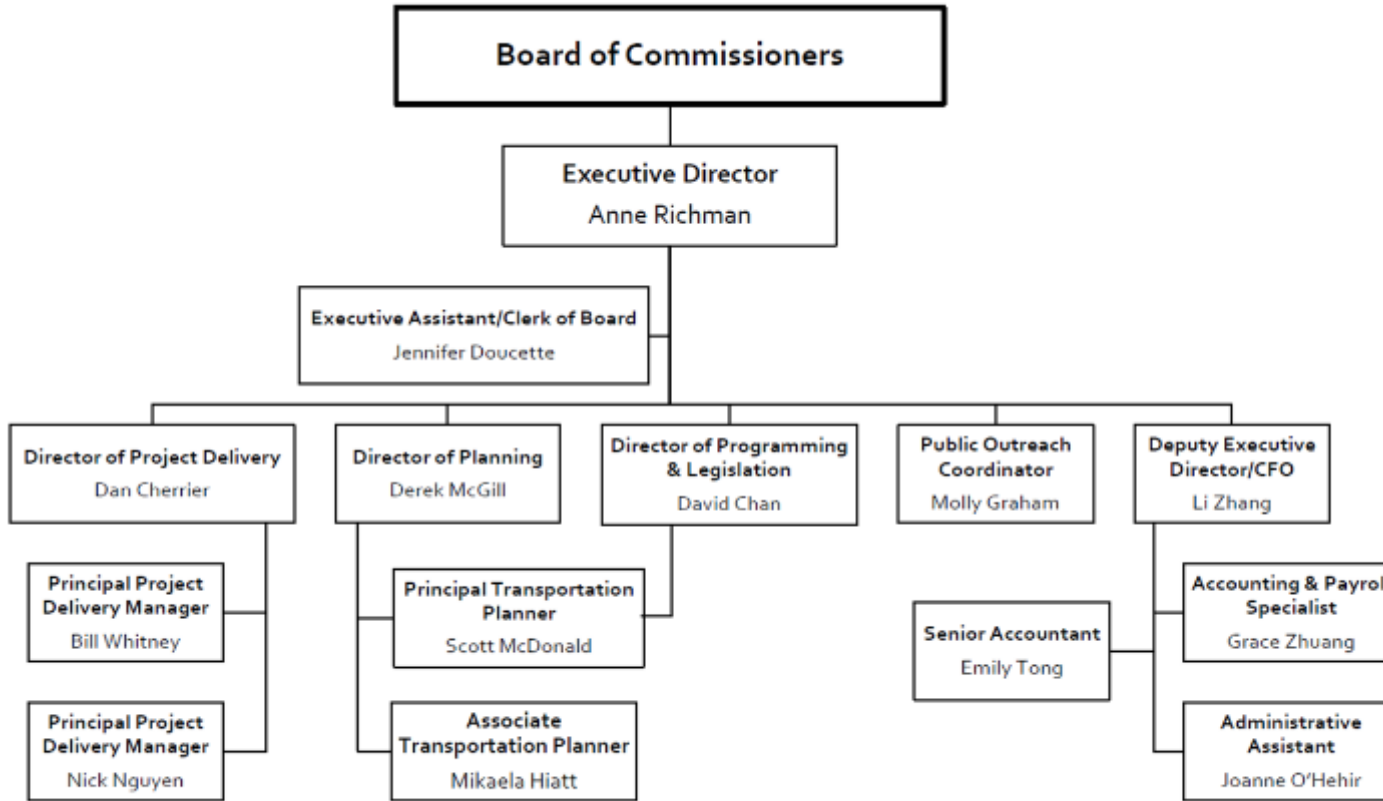 Board of Commissioners
Executive Director
Anne Richman
Executive Assistant/Clerk of Board
Jennifer Doucette
Director of Project Delivery
Dan Cherrier
Director of Planning
Derek McGill
Director of Programming
& Legislation
David Chan
Public Outreach
Coordinator
Molly Graham
Deputy Executive
Director/CFO
Li Zhang
Principal Project
Delivery Manager
Bill Whitney
Principal Transportation
Planner
Scott McDonald
Senior Accountant
Emily Tong
Accounting & Payrol
Specialist
Grace Zhuang
Principal Project
Delivery Manager
Nick Nguyen
Associate
Transportation Planner
Mikaela Hiatt
Administrative
Assistant
Joanne O'Hehir